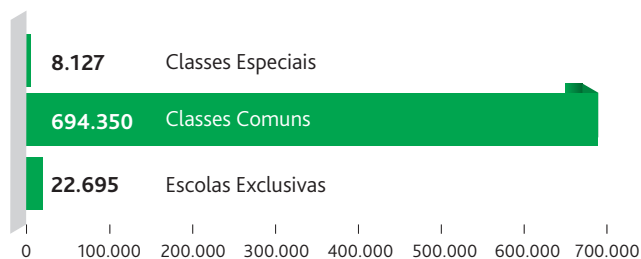 8.127 Classes Especiais
694.350 Classes Comuns
22.695 Escolas Exclusivas
0 100.000 200.000 300.000 400.000 500.000 600.000 700.000